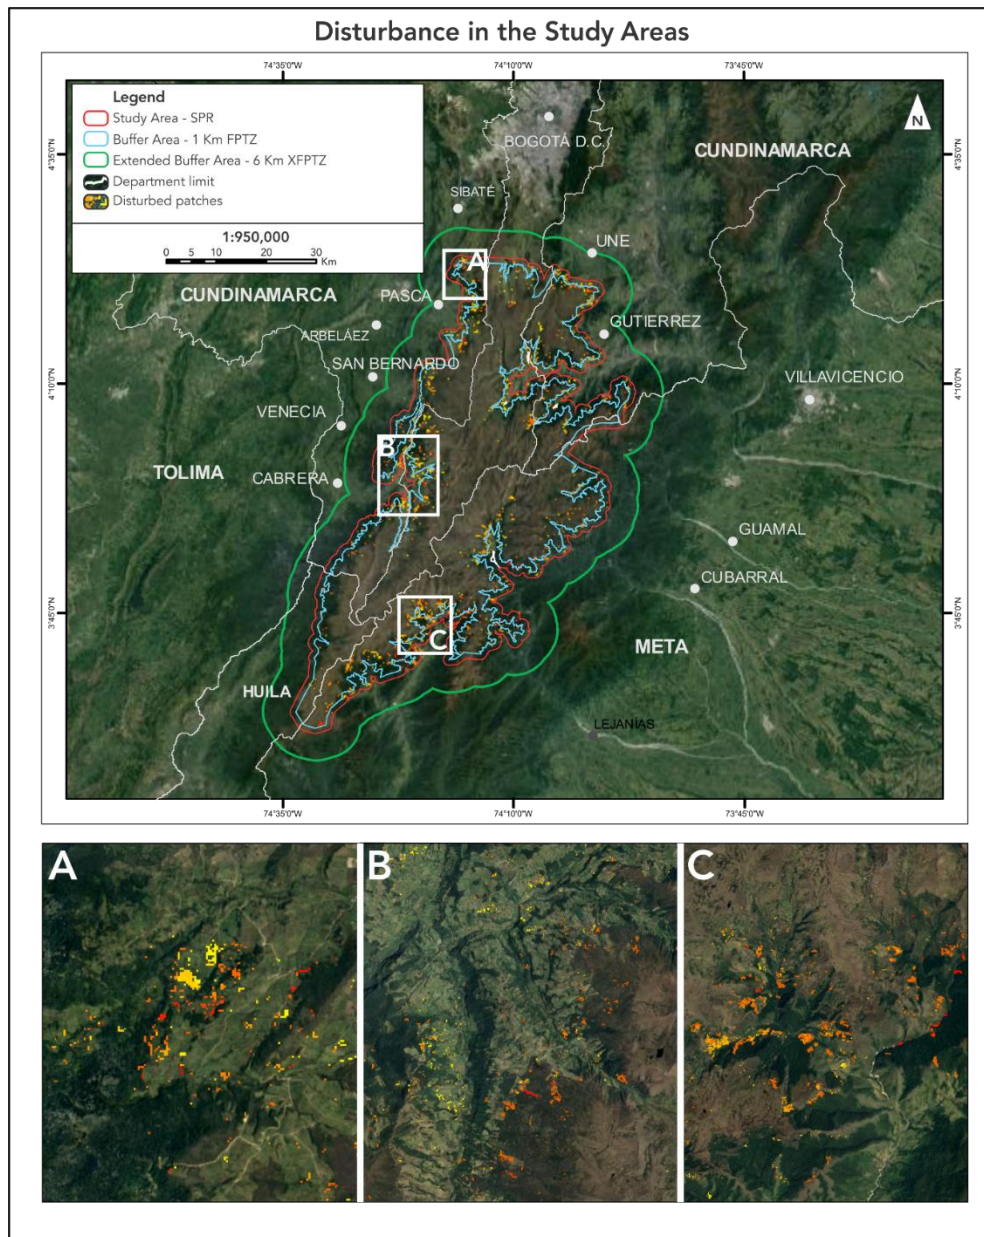 Disturbance in the Study Areas
74°35'0"W
74°10'0"W
73°45'0"W
Legend
Study Area - SPR
Buffer Area - 1 Km FPTZ
Extended Buffer Area - 6 Km XFPTZ
Department limit
Disturbed patches
1:950,000
0 5 10 20 30
Km
N
BOGOTÁ D.C.
CUNDINAMARCA
4°35'0"N
4°35'0"N
SIBATÉ
UNE
A
CUNDINAMARCA
PASCA
ARBELÁEZ
GUTIERREZ
SAN BERNARDO
4°10'0"N
4°10'0"N
VILLAVICENCIO
VENECIA
B
TOLIMA
CABRERA
GUAMAL
CUBARRAL
3°45'0"N
3°45'0"N
C
META
HUILA
LEJANÍAS
74°35'0"W
74°10'0"W
73°45'0"W
A
B
C